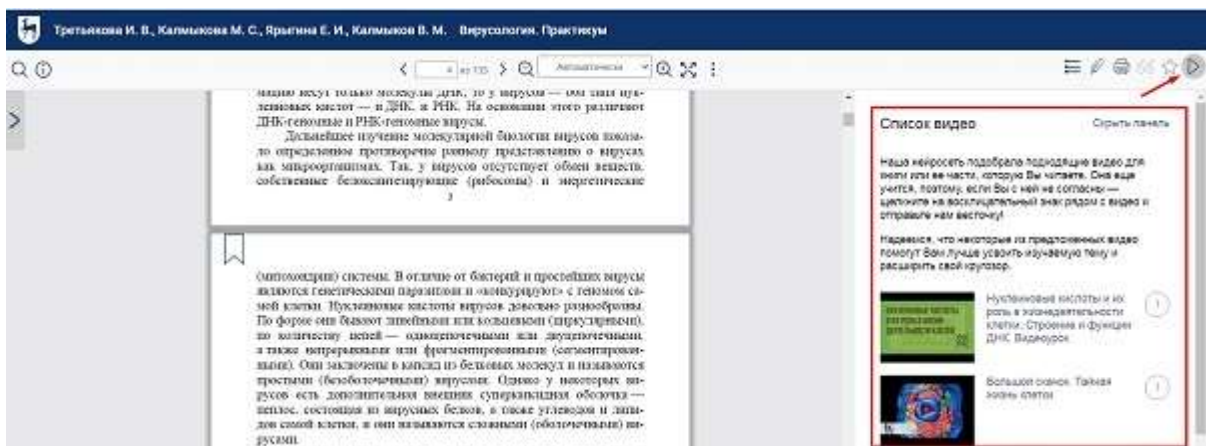 Третьякова И. В., Калмыкова М. С., Ярыгина Е. И., Калмыков В. М. Вирусология. Практикум
4 из 135
Автоматически
мацию несут только молекулы ДНК, то у вирусов — оба типа нук-
леиновых кислот — и ДНК, и РНК. На основании этого различают
ДНК-геномные и РНК-геномные вирусы.
Дальнейшее изучение молекулярной биологии вирусов показа-
ло определенное противоречие раннему представлению о вирусах
как микроорганизмах. Так, у вирусов отсутствует обмен веществ,
собственные белоксинтезирующие (рибосомы) и энергетические
3
(митохондрии) системы. В отличие от бактерий и простейших вирусы
являются генетическими паразитами и «конкурируют» с геномом са-
мой клетки. Нуклеиновые кислоты вирусов довольно разнообразны.
По форме они бывают линейными или кольцевыми (циркулярными),
по количеству цепей — одноцепочечными или двуцепочечными,
а также непрерывными или фрагментированными (сегментирован-
ными). Они заключены в капсид из белковых молекул и называются
простыми (безоболочечными) вирусами. Однако у некоторых ви-
русов есть дополнительная внешняя суперкапсидная оболочка —
пеплос, состоящая из вирусных белков, а также углеводов и липи-
дов самой клетки, и они называются сложными (оболочечными) ви-
русами.
Список видео
Скрыть панель
Наша нейросеть подобрала подходящие видео для
книги или ее части, которую Вы читаете. Она еще
учится, поэтому, если Вы с ней не согласны —
щелкните на восклицательный знак рядом с видео и
отправьте нам весточку!
Надеемся, что некоторые из предложенных видео
помогут Вам лучше усвоить изучаемую тему и
расширить свой кругозор.
Нуклеиновые кислоты и их
роль в жизнедеятельности
клетки. Строение и функции
ДНК. Видеоурок
Большой скачок. Тайная
жизнь клетки